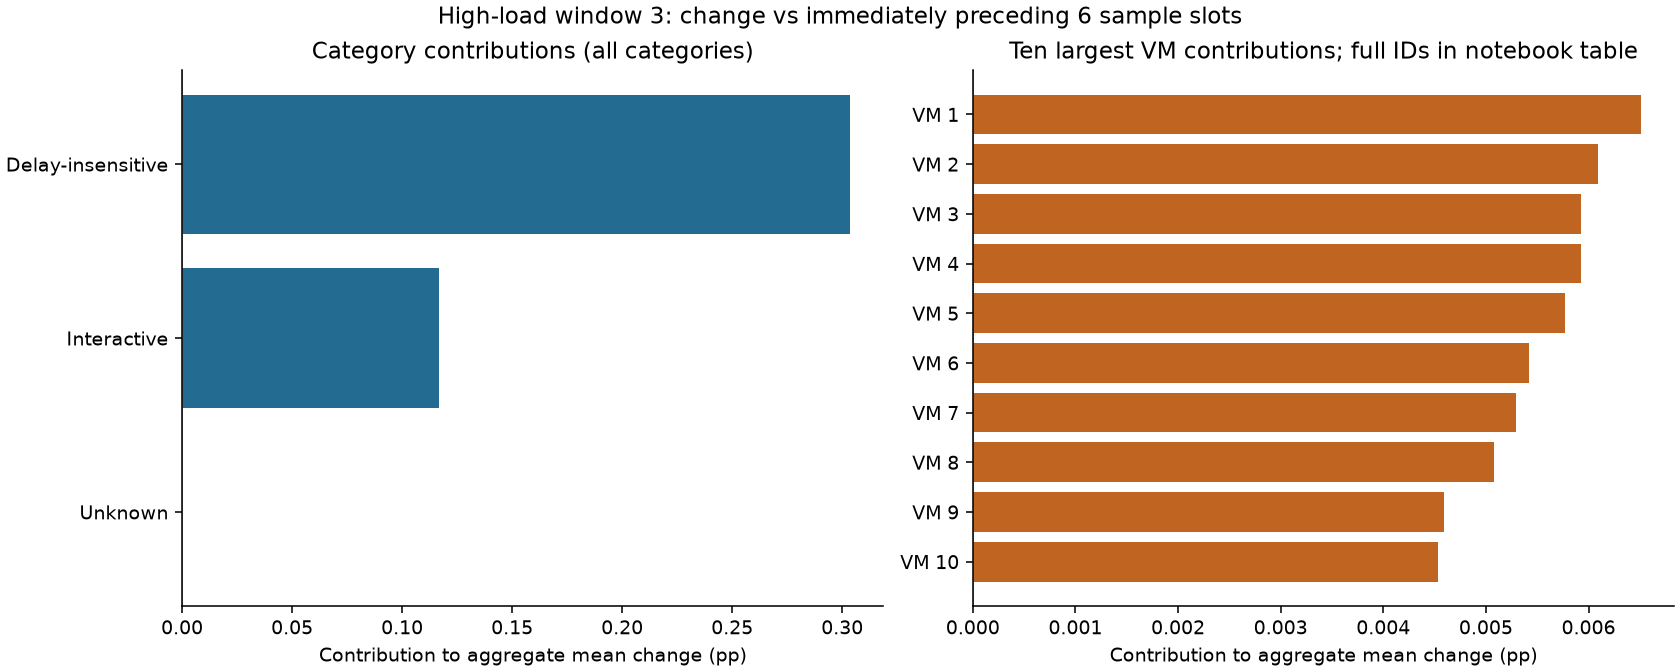 High-load window 3: change vs immediately preceding 6 sample slots
Category contributions (all categories)
Delay-insensitive
Interactive
Unknown
0.00 0.05 0.10 0.15 0.20 0.25 0.30
Contribution to aggregate mean change (pp)
Ten largest VM contributions; full IDs in notebook table
VM 1
VM 2
VM 3
VM 4
VM 5
VM 6
VM 7
VM 8
VM 9
VM 10
0.000 0.001 0.002 0.003 0.004 0.005 0.006
Contribution to aggregate mean change (pp)